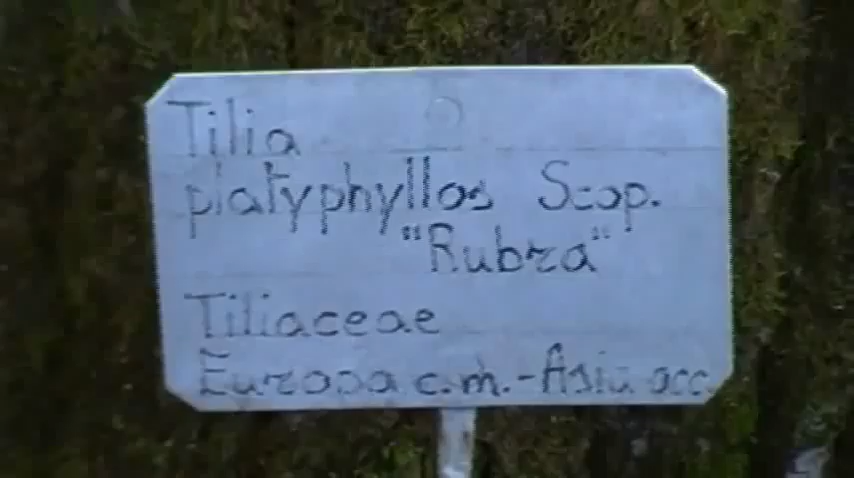 Tilia
platyphyllos Scop.
"Rubra"
Tiliaceae
Europa c.m.-Asia occ.